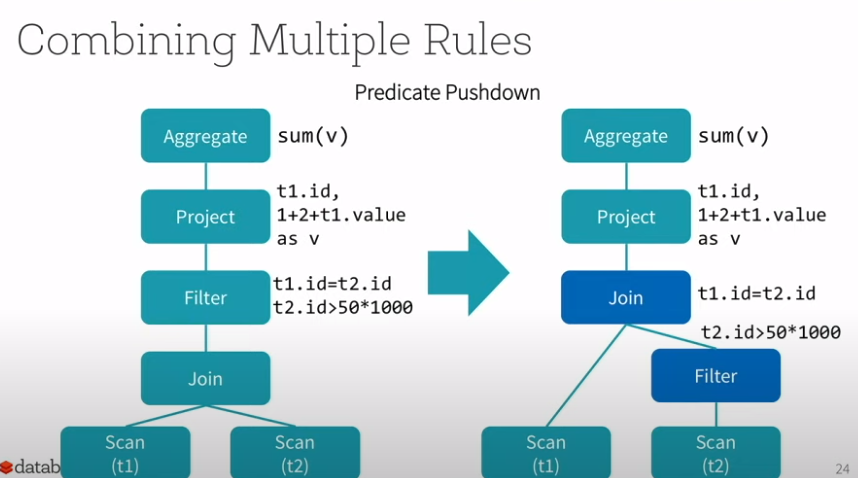 Combining Multiple Rules
Predicate Pushdown
Aggregate
sum(v)
Project
t1.id,
1+2+t1.value
as v
Filter
t1.id=t2.id
t2.id>50*1000
Join
Scan
(t1)
Scan
(t2)
Aggregate
sum(v)
Project
t1.id,
1+2+t1.value
as v
Join
t1.id=t2.id
t2.id>50*1000
Filter
Scan
(t1)
Scan
(t2)
datab
24